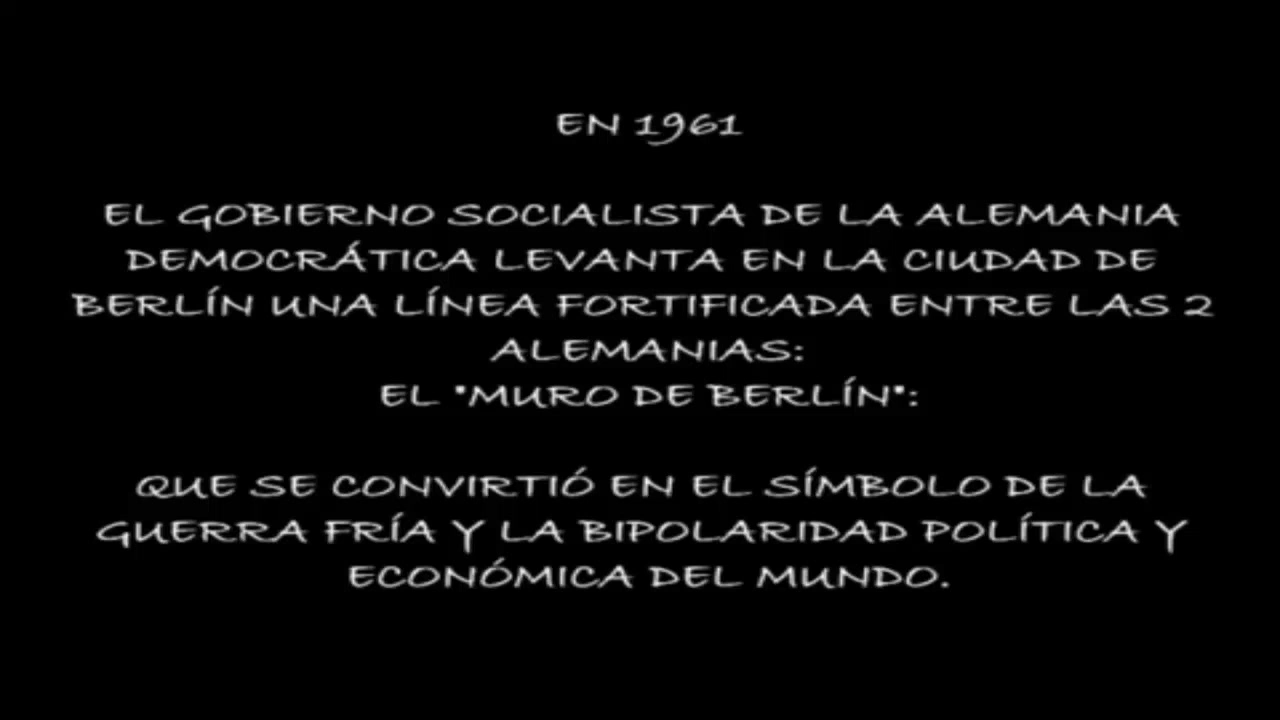 EN 1961
EL GOBIERNO SOCIALISTA DE LA ALEMANIA
DEMOCRÁTICA LEVANTA EN LA CIUDAD DE
BERLÍN UNA LÍNEA FORTIFICADA ENTRE LAS 2
ALEMANIAS:
EL "MURO DE BERLÍN":
QUE SE CONVIRTIÓ EN EL SÍMBOLO DE LA
GUERRA FRÍA Y LA BIPOLARIDAD POLÍTICA Y
ECONÓMICA DEL MUNDO.